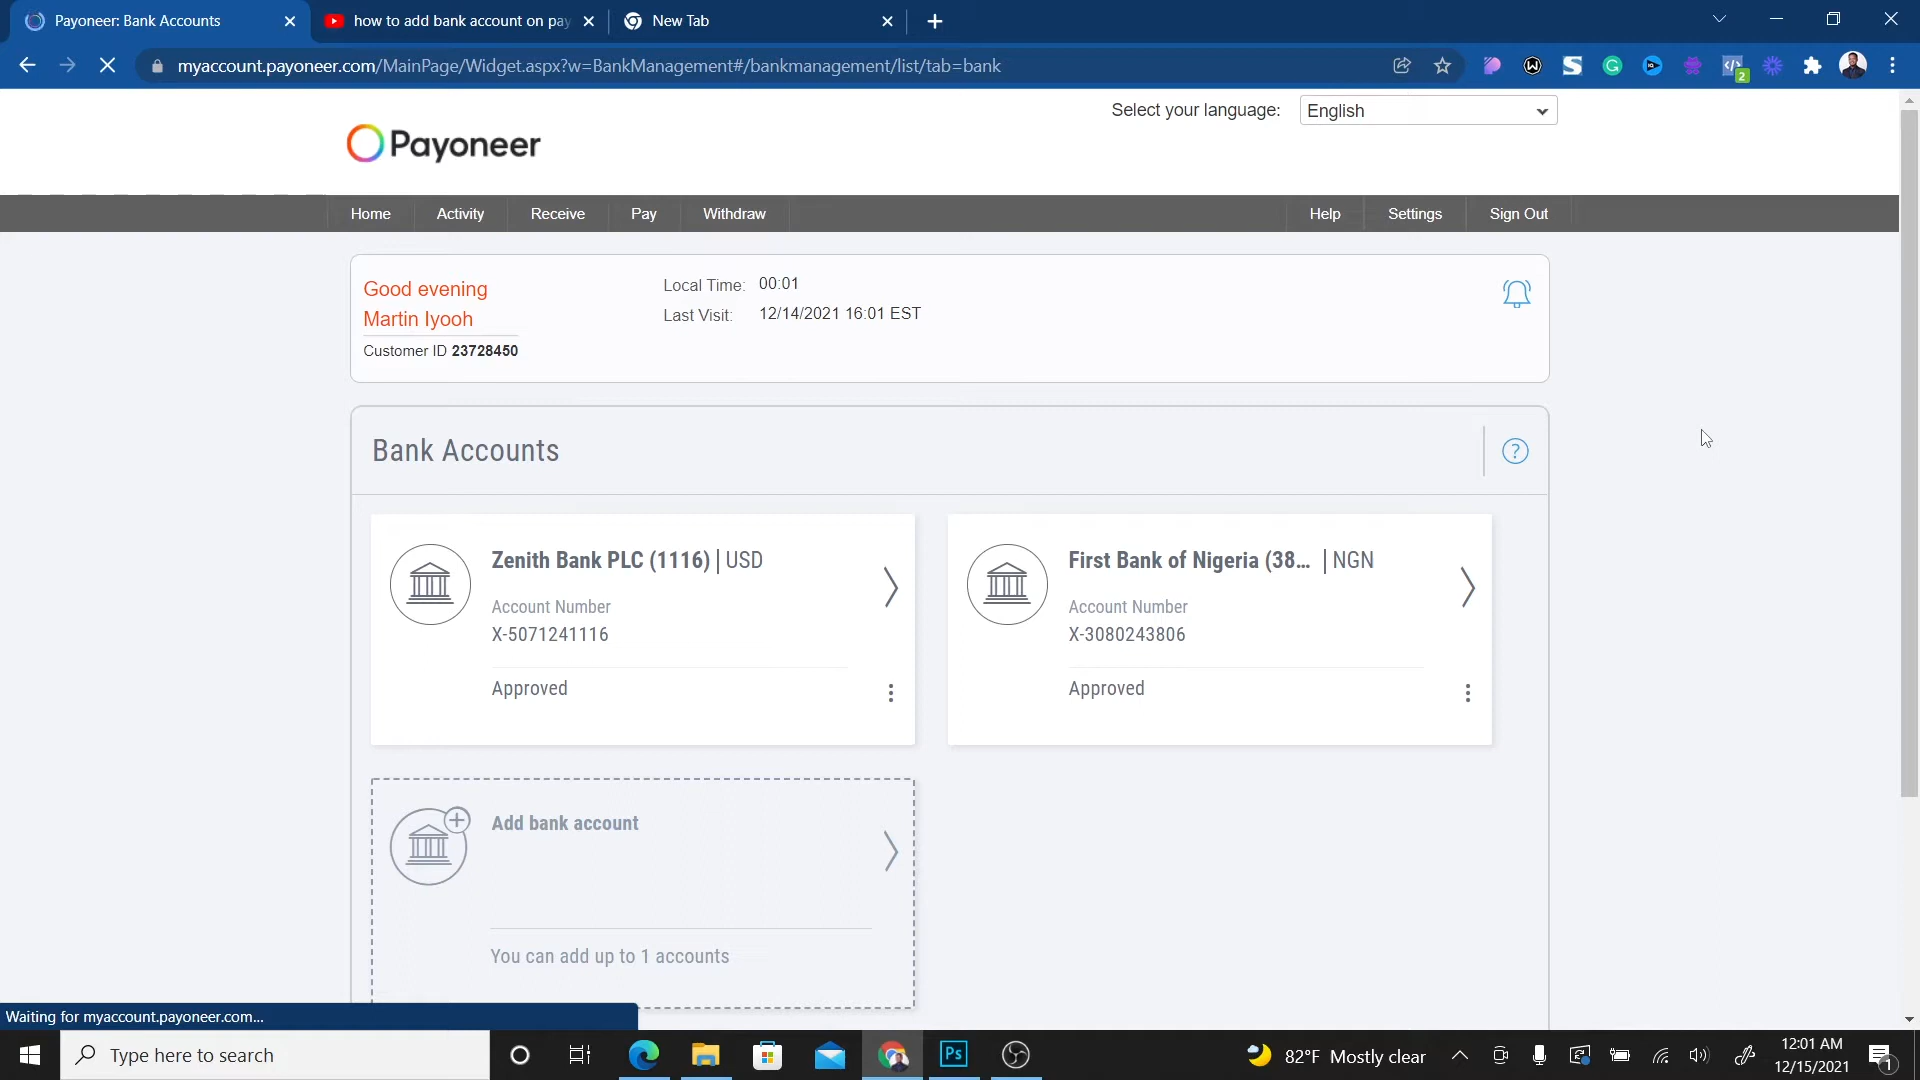 Payoneer: Bank Accounts
how to add bank account on pay
New Tab
myaccount.payoneer.com/MainPage/Widget.aspx?w=BankManagement#/bankmanagement/list/tab=bank
2
Select your language: English
Payoneer
Home Activity Receive Pay Withdraw Help Settings Sign Out
Good evening
Martin Iyooh
Customer ID 23728450
Local Time: 00:01
Last Visit: 12/14/2021 16:01 EST
Bank Accounts
?
Zenith Bank PLC (1116) | USD
Account Number
X-5071241116
Approved
First Bank of Nigeria (38... | NGN
Account Number
X-3080243806
Approved
Add bank account
You can add up to 1 accounts
Waiting for myaccount.payoneer.com...
Type here to search
Ps
82°F Mostly clear
12:01 AM
12/15/2021
1